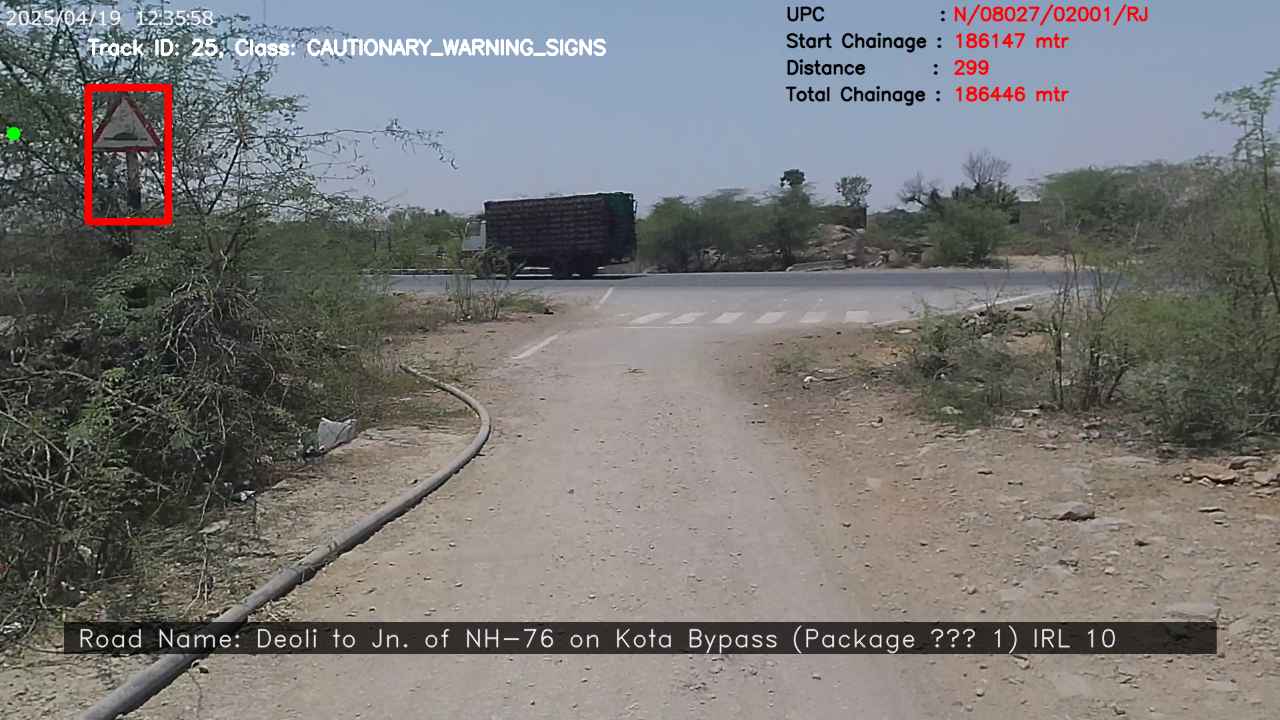 2025/04/19 12:35:58
Track ID: 25, Class: CAUTIONARY_WARNING_SIGNS
UPC : N/08027/02001/RJ
Start Chainage : 186147 mtr
Distance : 299
Total Chainage : 186446 mtr
Road Name: Deoli to Jn. of NH-76 on Kota Bypass (Package ??? 1) IRL 10